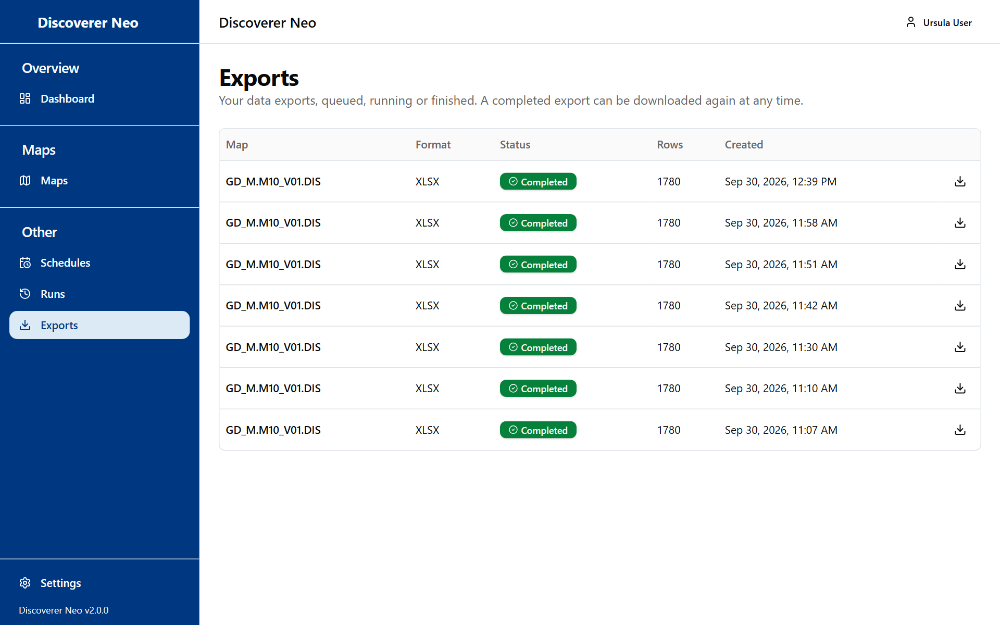 Discoverer Neo
Discoverer Neo
Ursula User
Overview
Dashboard
Maps
Maps
Other
Schedules
Runs
Exports
Settings
Discoverer Neo v2.0.0
Exports
Your data exports, queued, running or finished. A completed export can be downloaded again at any time.
Map Format Status Rows Created
GD_M.M10_V01.DIS XLSX Completed 1780 Sep 30, 2026, 12:39 PM
GD_M.M10_V01.DIS XLSX Completed 1780 Sep 30, 2026, 11:58 AM
GD_M.M10_V01.DIS XLSX Completed 1780 Sep 30, 2026, 11:51 AM
GD_M.M10_V01.DIS XLSX Completed 1780 Sep 30, 2026, 11:42 AM
GD_M.M10_V01.DIS XLSX Completed 1780 Sep 30, 2026, 11:30 AM
GD_M.M10_V01.DIS XLSX Completed 1780 Sep 30, 2026, 11:10 AM
GD_M.M10_V01.DIS XLSX Completed 1780 Sep 30, 2026, 11:07 AM